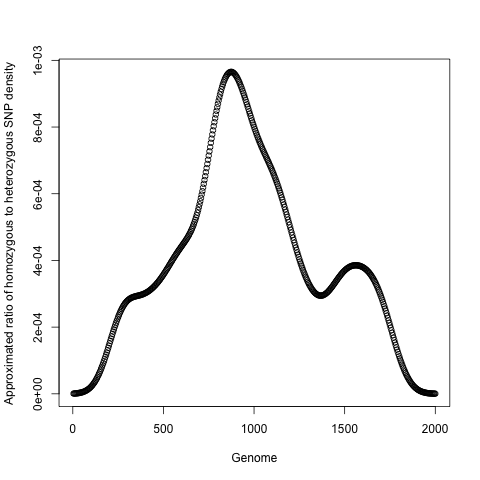 Approximated ratio of homozygous to heterozygous SNP density
1e-03
8e-04
6e-04
4e-04
2e-04
0e+00
0 500 1000 1500 2000
Genome